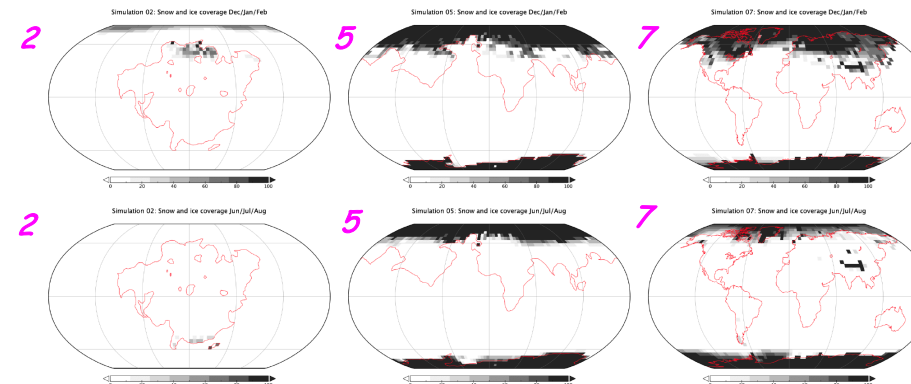 Simulation 02: Snow and ice coverage Dec/Jan/Feb
2
0 20 40 60 80 100
Simulation 05: Snow and ice coverage Dec/Jan/Feb
5
0 20 40 60 80 100
Simulation 07: Snow and ice coverage Dec/Jan/Feb
7
0 20 40 60 80 100
Simulation 02: Snow and ice coverage Jun/Jul/Aug
2
Simulation 05: Snow and ice coverage Jun/Jul/Aug
5
Simulation 07: Snow and ice coverage Jun/Jul/Aug
7